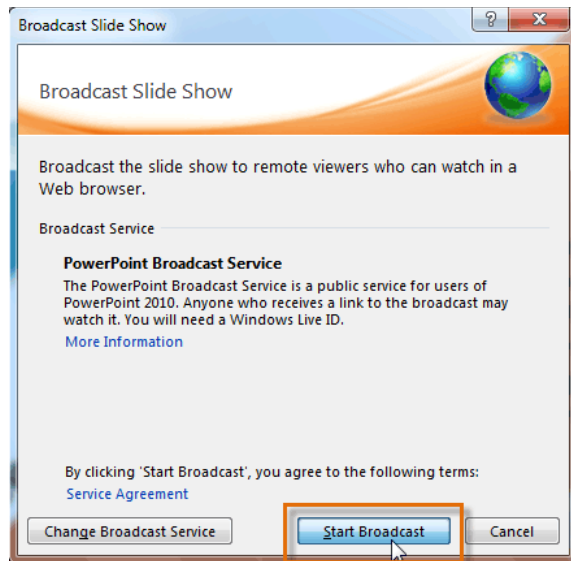 Broadcast Slide Show
?
Broadcast Slide Show
Broadcast the slide show to remote viewers who can watch in a
Web browser.
Broadcast Service
PowerPoint Broadcast Service
The PowerPoint Broadcast Service is a public service for users of
PowerPoint 2010. Anyone who receives a link to the broadcast may
watch it. You will need a Windows Live ID.
More Information
By clicking 'Start Broadcast', you agree to the following terms:
Service Agreement
Change Broadcast Service Start Broadcast Cancel